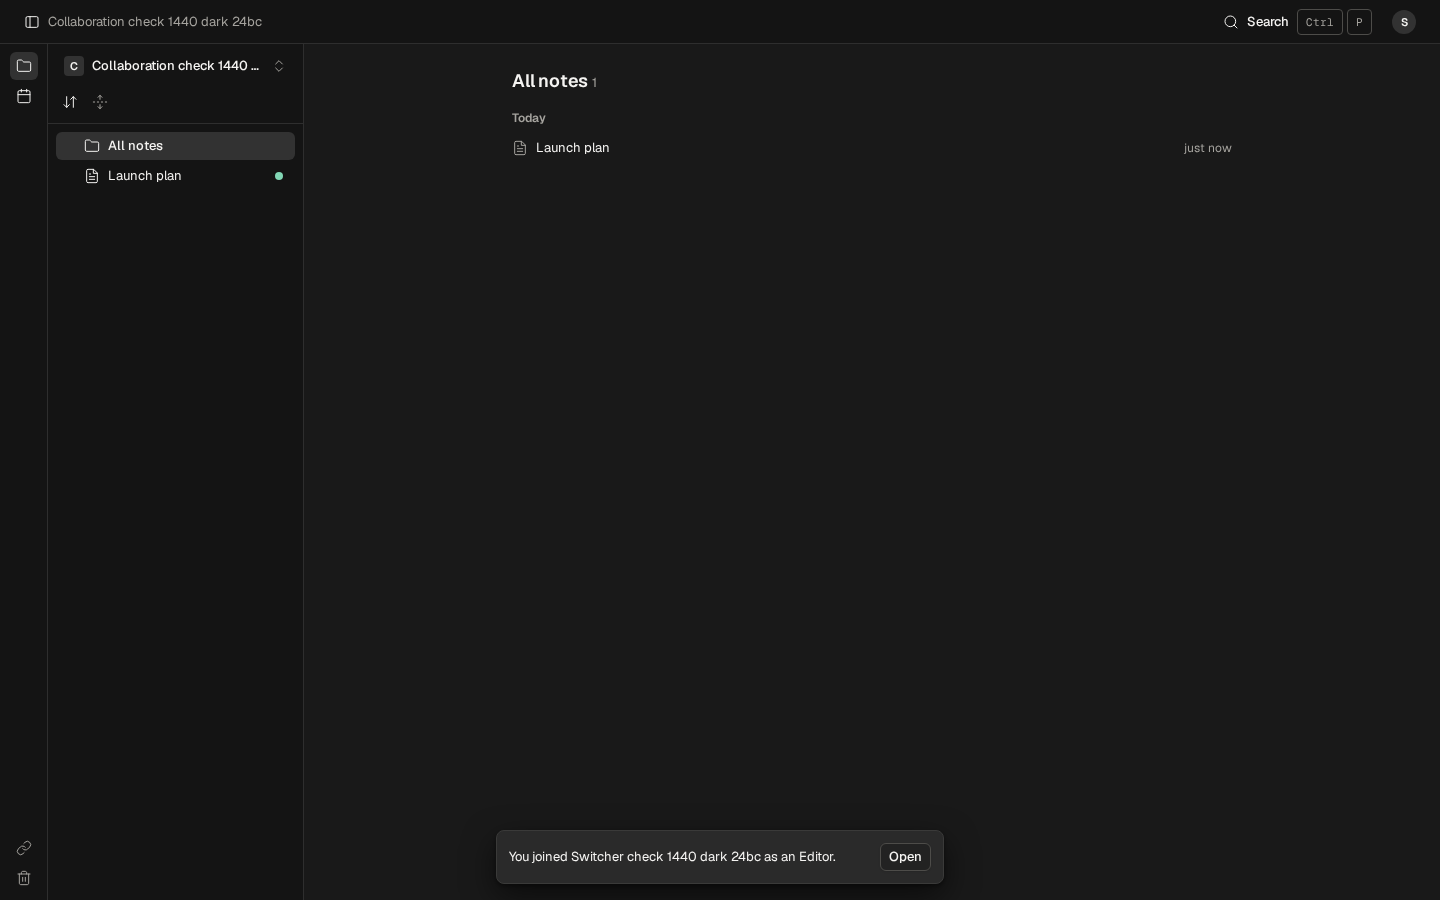 Collaboration check 1440 dark 24bc
Search Ctrl P S
C Collaboration check 1440 ...
All notes
Launch plan
All notes 1
Today
Launch plan just now
You joined Switcher check 1440 dark 24bc as an Editor. Open